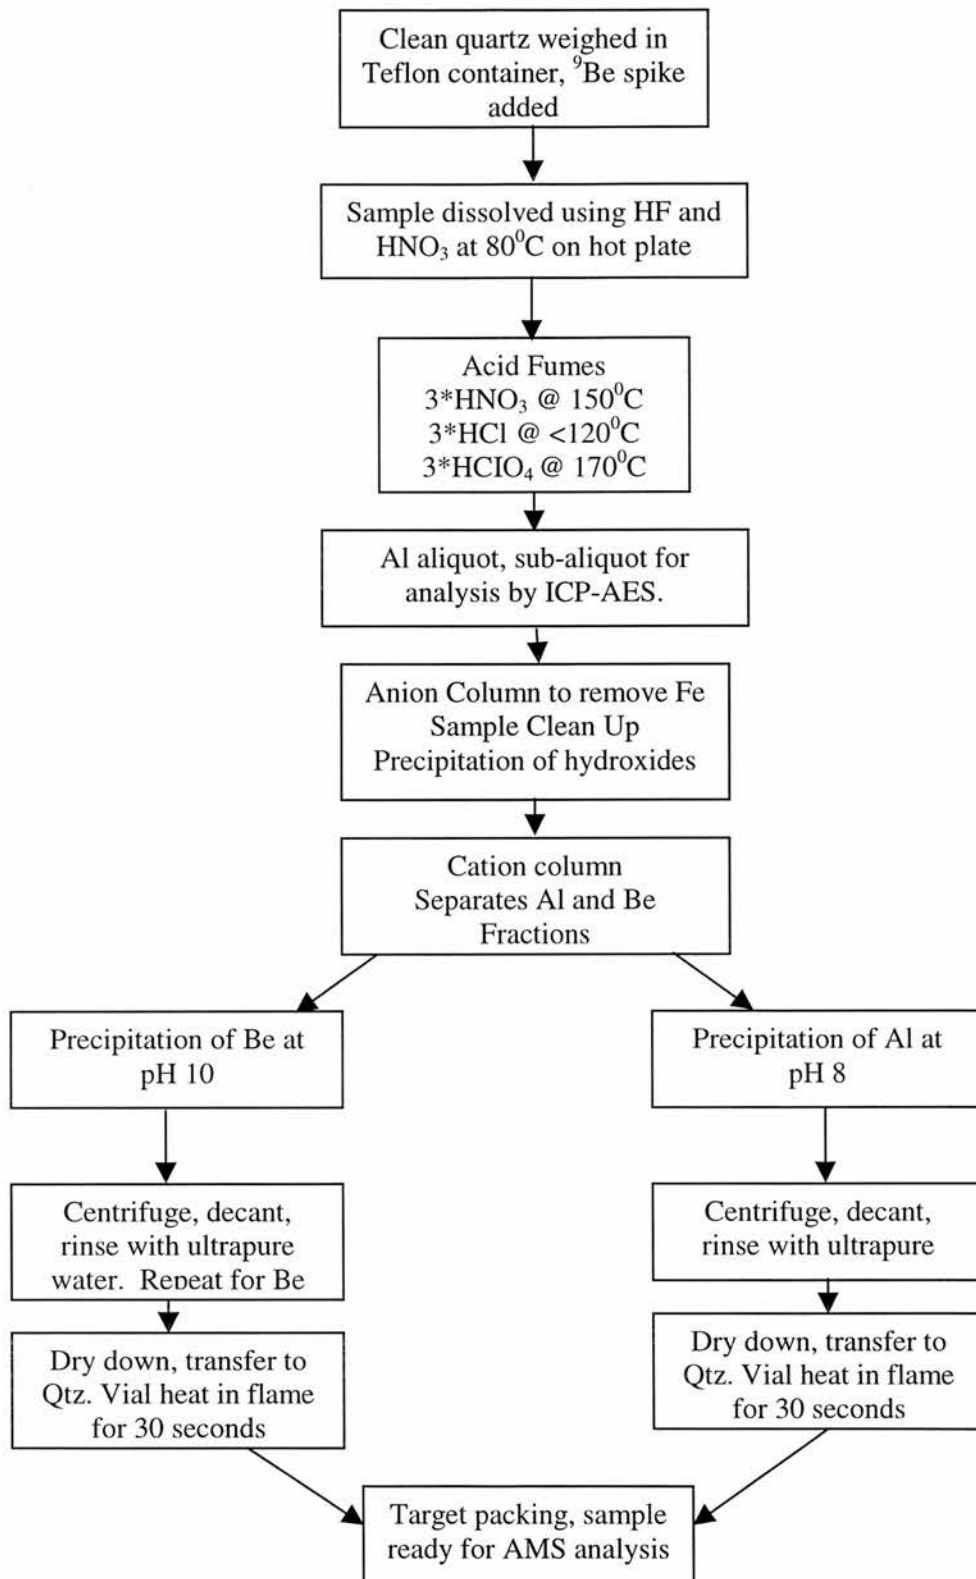 Clean quartz weighed in
Teflon container, ⁹Be spike
added
Sample dissolved using HF and
HNO₃ at 80⁰C on hot plate
Acid Fumes
3*HNO₃ @ 150⁰C
3*HCl @ <120⁰C
3*HClO₄ @ 170⁰C
Al aliquot, sub-aliquot for
analysis by ICP-AES.
Anion Column to remove Fe
Sample Clean Up
Precipitation of hydroxides
Cation column
Separates Al and Be
Fractions
Precipitation of Be at
pH 10
Precipitation of Al at
pH 8
Centrifuge, decant,
rinse with ultrapure
water. Repeat for Be
Centrifuge, decant,
rinse with ultrapure
Dry down, transfer to
Qtz. Vial heat in flame
for 30 seconds
Dry down, transfer to
Qtz. Vial heat in flame
for 30 seconds
Target packing, sample
ready for AMS analysis